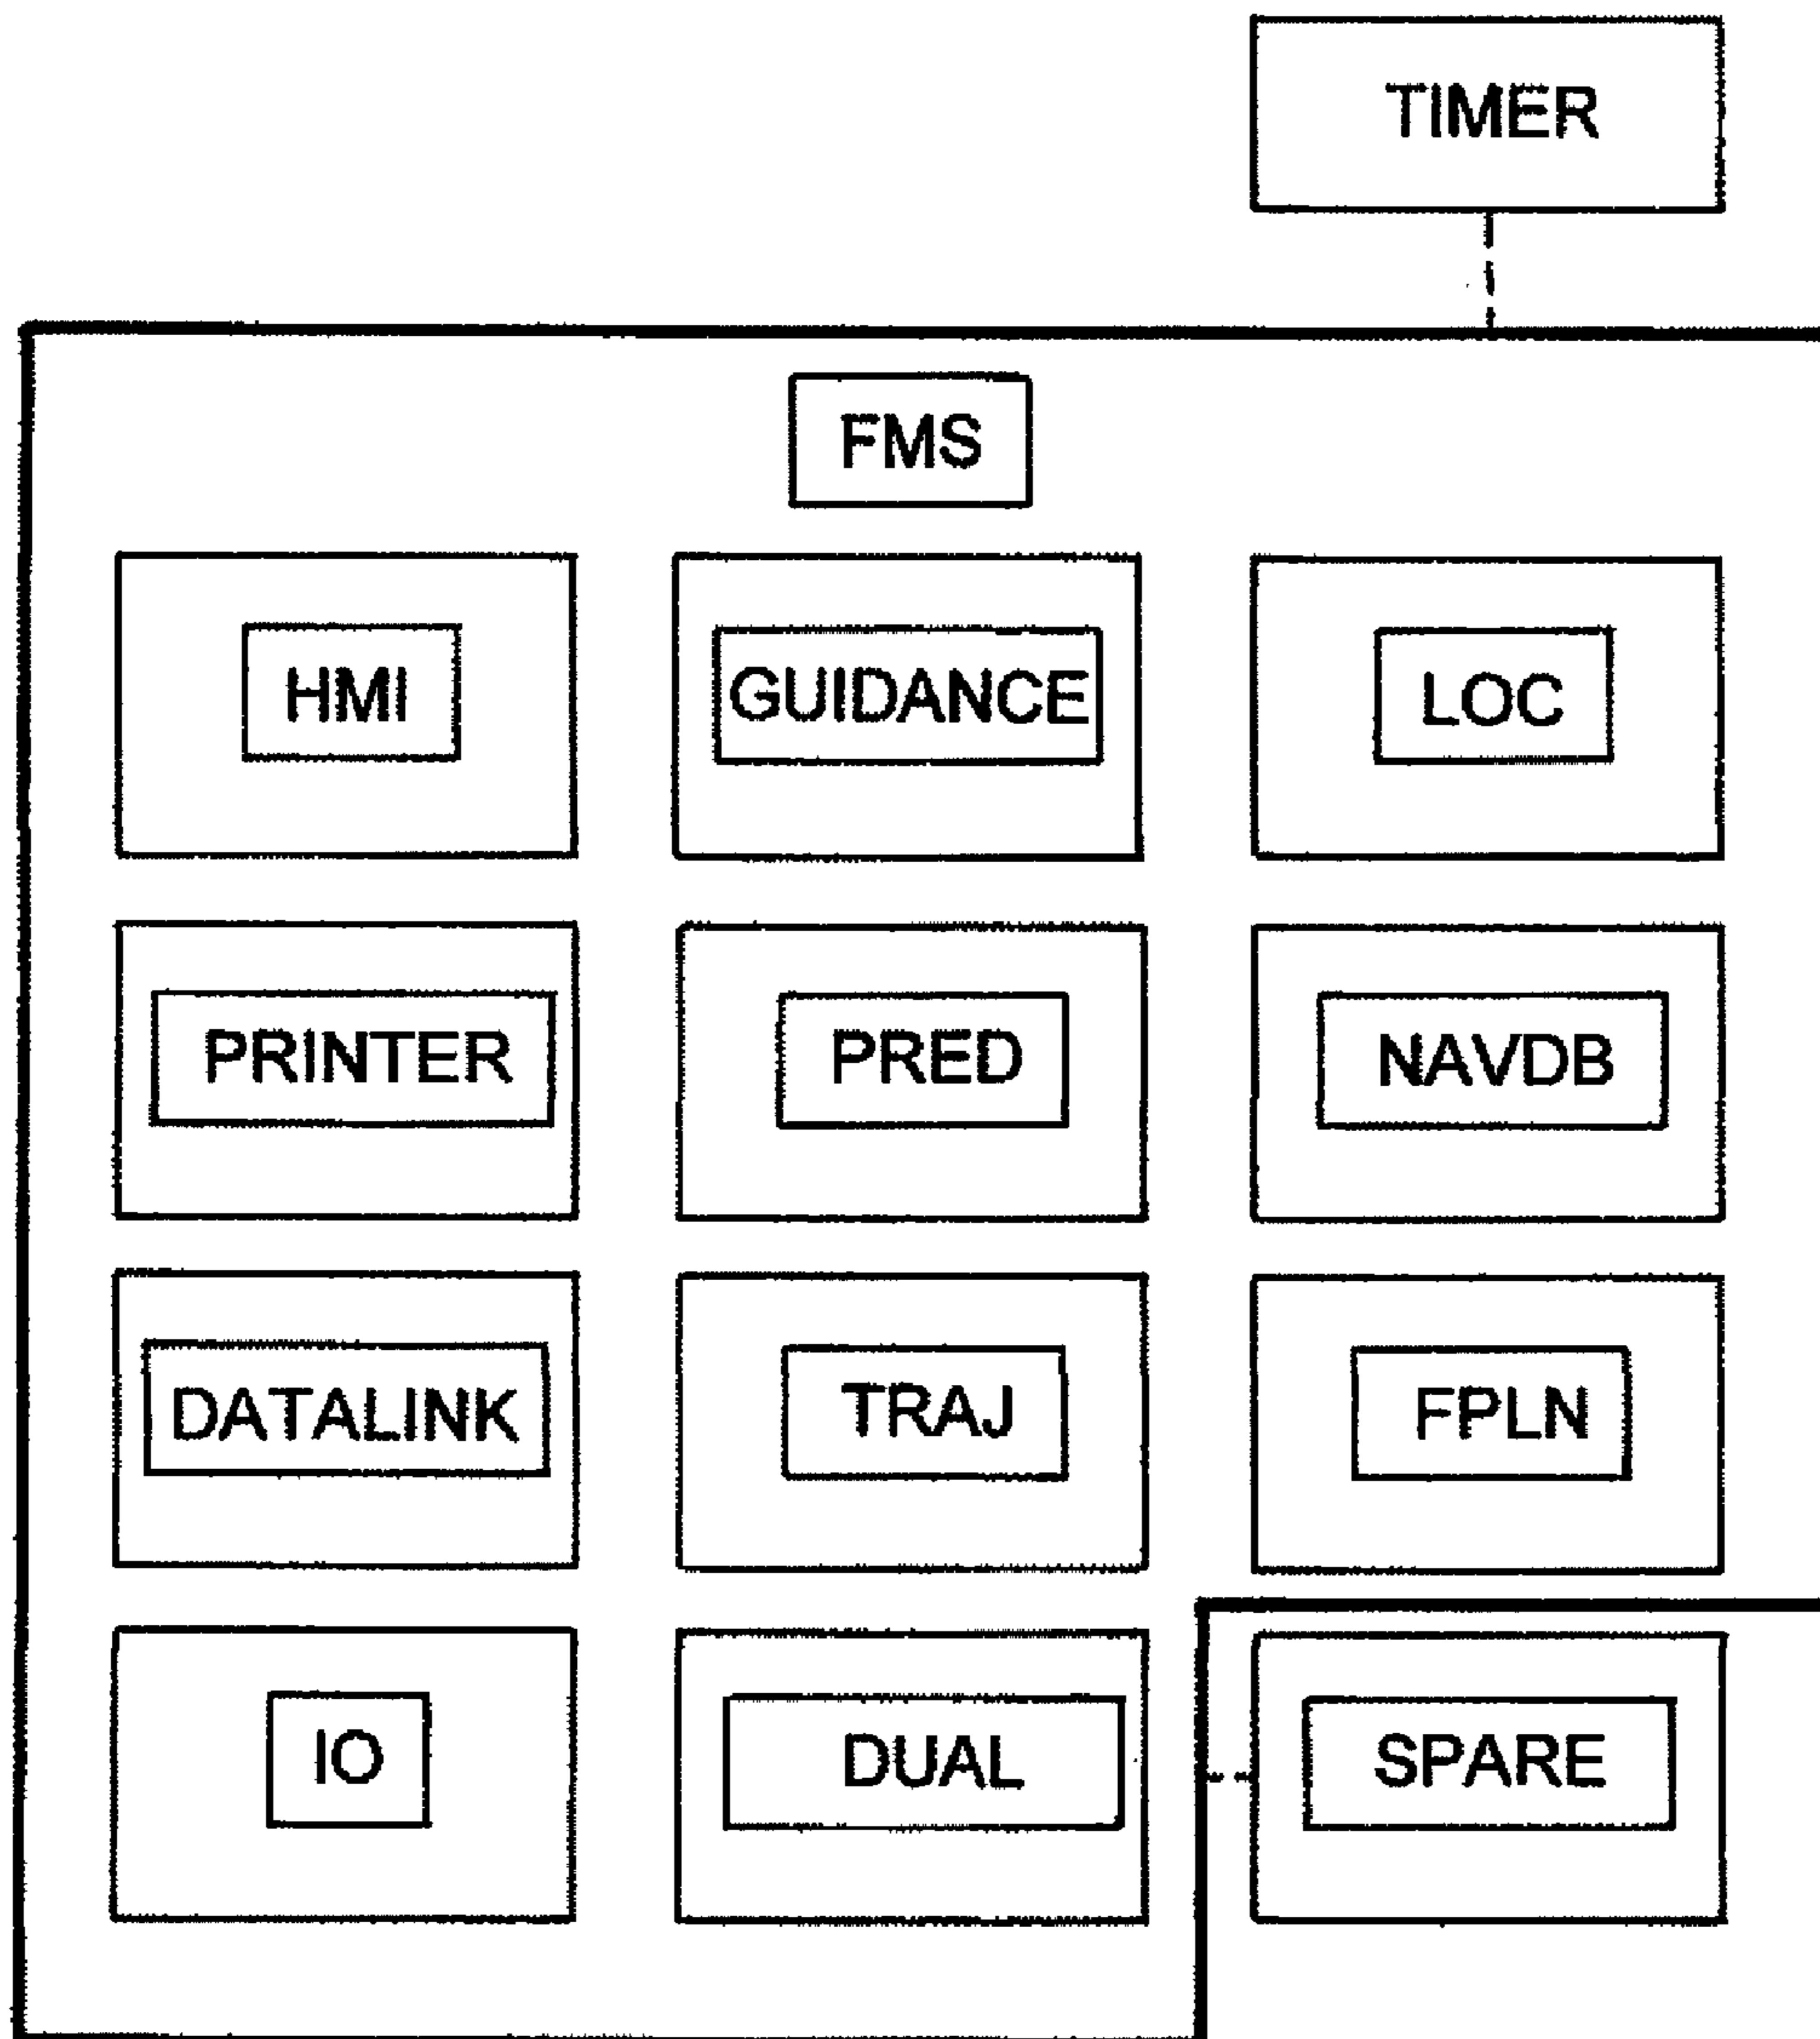 TIMER
FMS
HMI
GUIDANCE
LOC
PRINTER
PRED
NAVDB
DATALINK
TRAJ
FPLN
IO
DUAL
SPARE